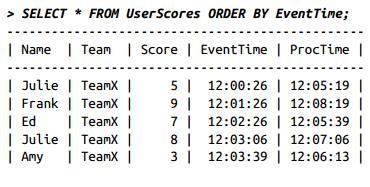 > SELECT * FROM UserScores ORDER BY EventTime;
------------------------------------------------
| Name  | Team  | Score | EventTime | ProcTime |
------------------------------------------------
| Julie | TeamX |     5 |  12:00:26 | 12:05:19 |
| Frank | TeamX |     9 |  12:01:26 | 12:08:19 |
| Ed    | TeamX |     7 |  12:02:26 | 12:05:39 |
| Julie | TeamX |     8 |  12:03:06 | 12:07:06 |
| Amy   | TeamX |     3 |  12:03:39 | 12:06:13 |